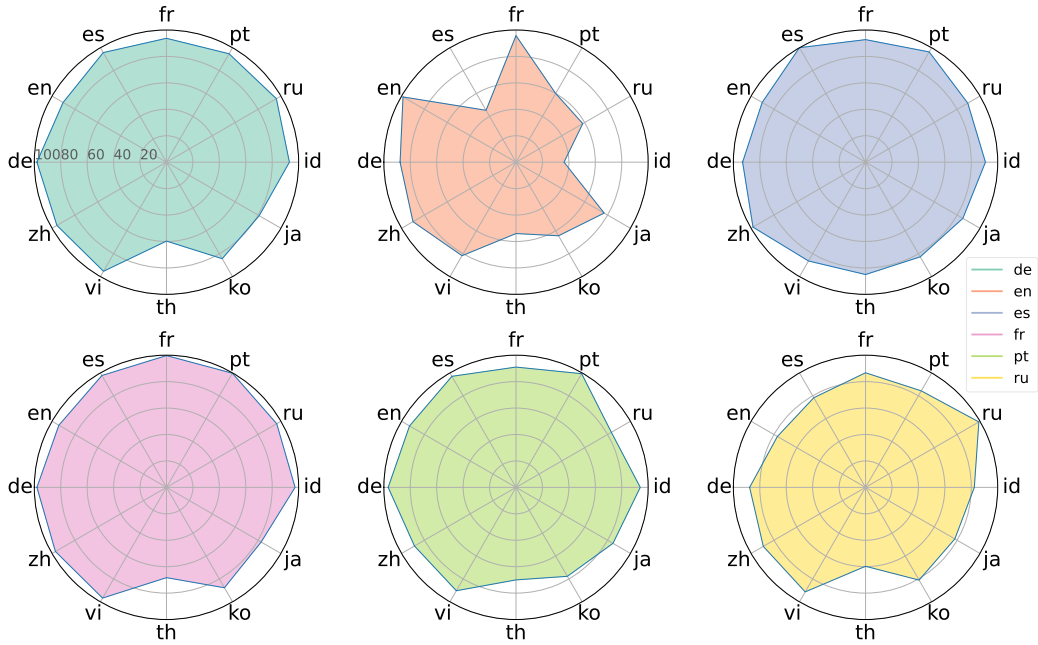 fr
es pt
en ru
de 100 80 60 40 20 id
zh ja
vi ko
th
fr
es pt
en ru
de id
zh ja
vi ko
th
fr
es pt
en ru
de id
zh ja
vi ko
th
fr
es pt
en ru
de id
zh ja
vi ko
th
fr
es pt
en ru
de id
zh ja
vi ko
th
fr
es pt
en ru
de id
zh ja
vi ko
th
de
en
es
fr
pt
ru